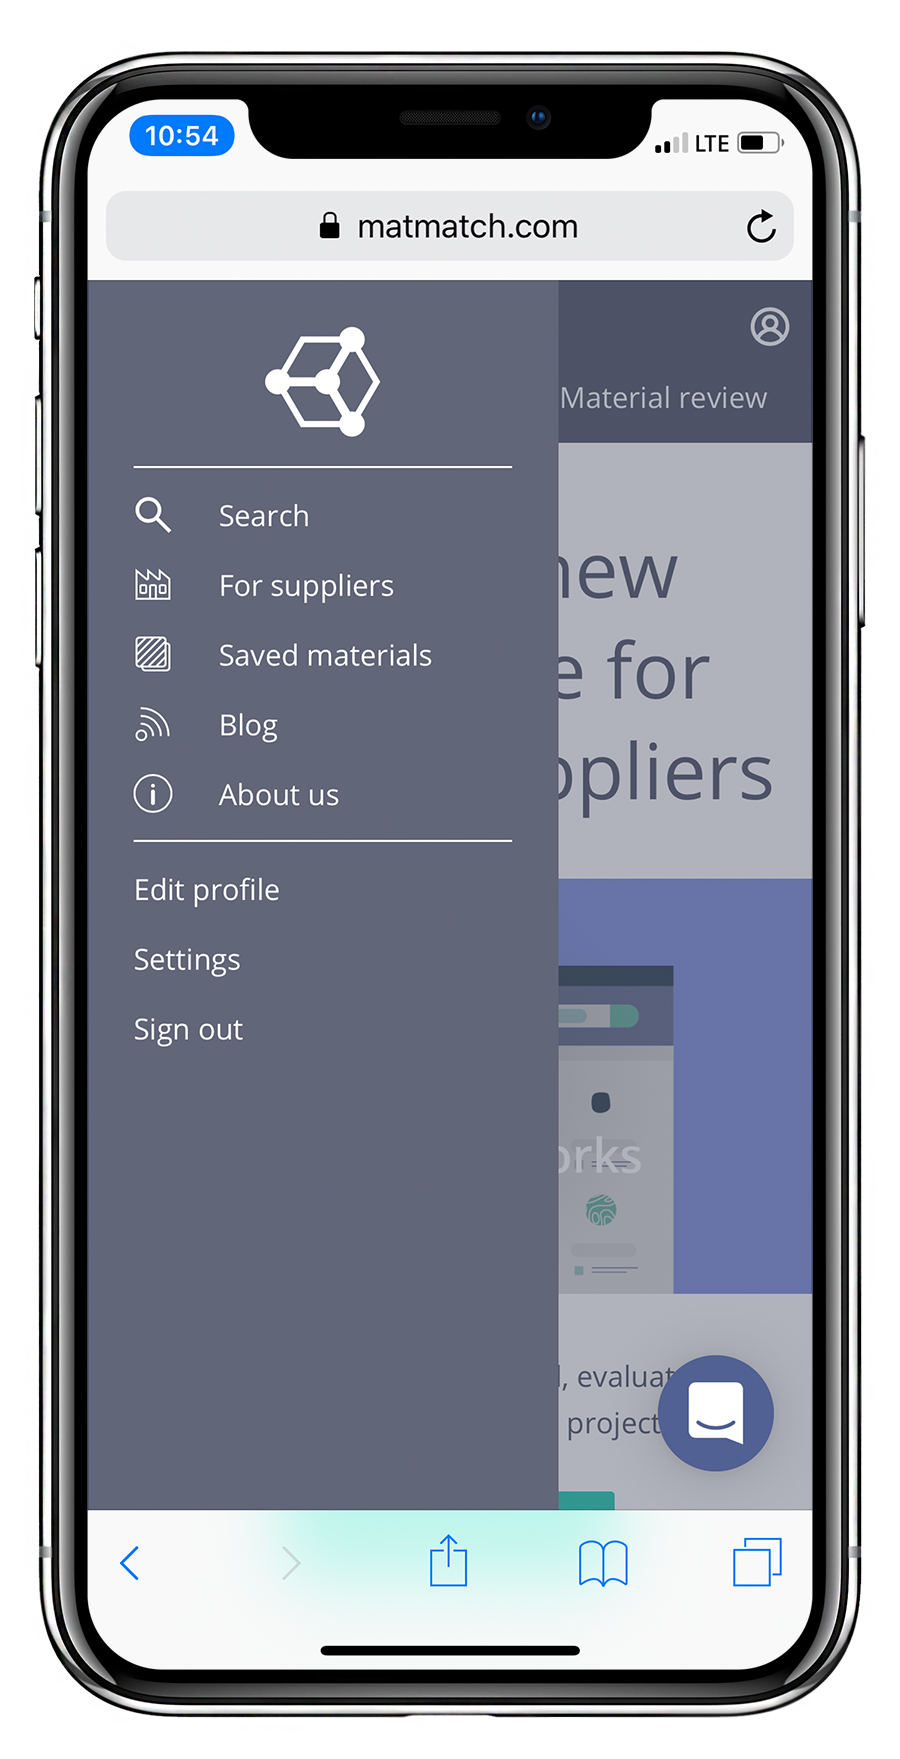 10:54
LTE
matmatch.com
Material review
Search
For suppliers
Saved materials
Blog
About us
Edit profile
Settings
Sign out
new
e for
ppliers
orks
, evaluat
project